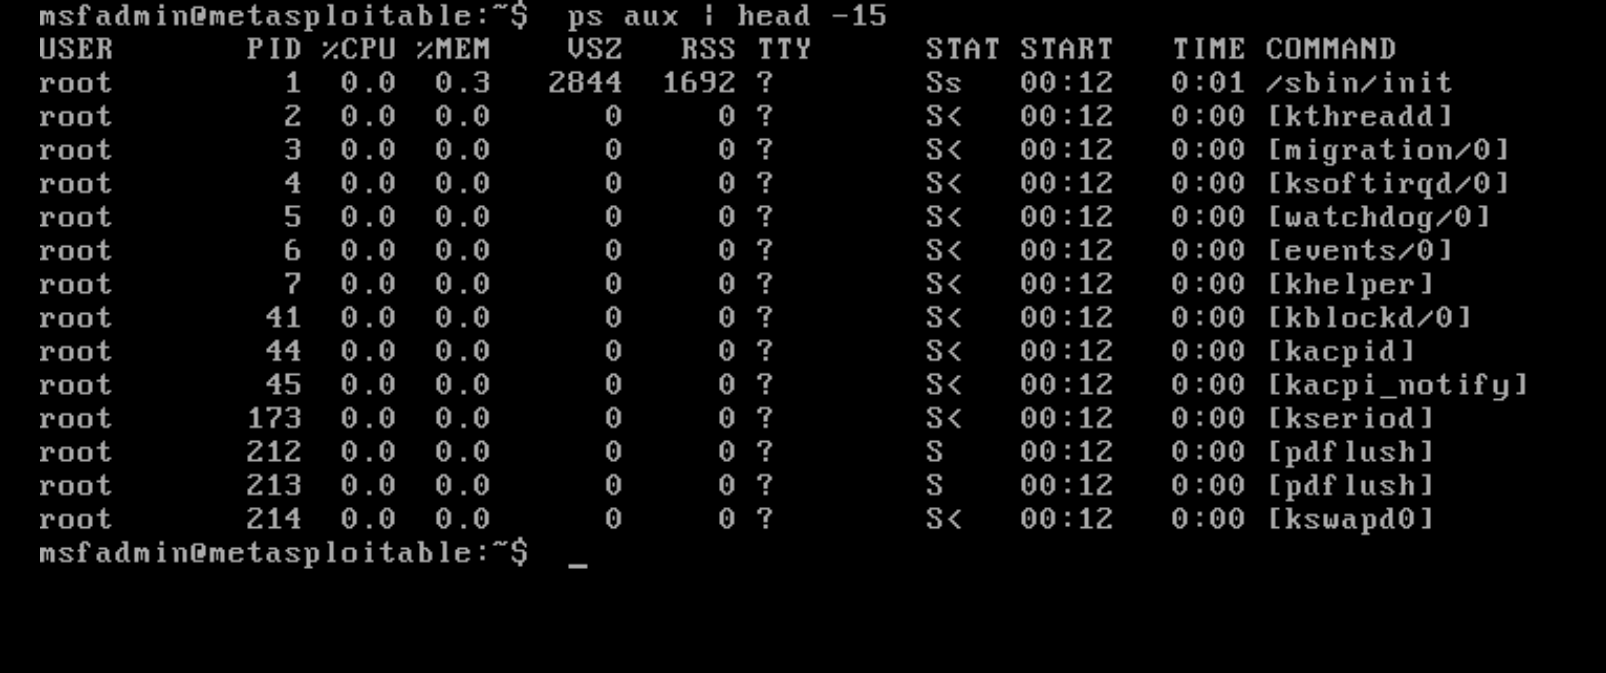 msfadmin@metasploitable:~$  ps aux | head -15
USER       PID %CPU %MEM    VSZ   RSS TTY      STAT START   TIME COMMAND
root         1  0.0  0.3   2844  1692 ?        Ss   00:12   0:01 /sbin/init
root         2  0.0  0.0      0     0 ?        S<   00:12   0:00 [kthreadd]
root         3  0.0  0.0      0     0 ?        S<   00:12   0:00 [migration/0]
root         4  0.0  0.0      0     0 ?        S<   00:12   0:00 [ksoftirqd/0]
root         5  0.0  0.0      0     0 ?        S<   00:12   0:00 [watchdog/0]
root         6  0.0  0.0      0     0 ?        S<   00:12   0:00 [events/0]
root         7  0.0  0.0      0     0 ?        S<   00:12   0:00 [khelper]
root        41  0.0  0.0      0     0 ?        S<   00:12   0:00 [kblockd/0]
root        44  0.0  0.0      0     0 ?        S<   00:12   0:00 [kacpid]
root        45  0.0  0.0      0     0 ?        S<   00:12   0:00 [kacpi_notify]
root       173  0.0  0.0      0     0 ?        S<   00:12   0:00 [kseriod]
root       212  0.0  0.0      0     0 ?        S    00:12   0:00 [pdflush]
root       213  0.0  0.0      0     0 ?        S    00:12   0:00 [pdflush]
root       214  0.0  0.0      0     0 ?        S<   00:12   0:00 [kswapd0]
msfadmin@metasploitable:~$  _